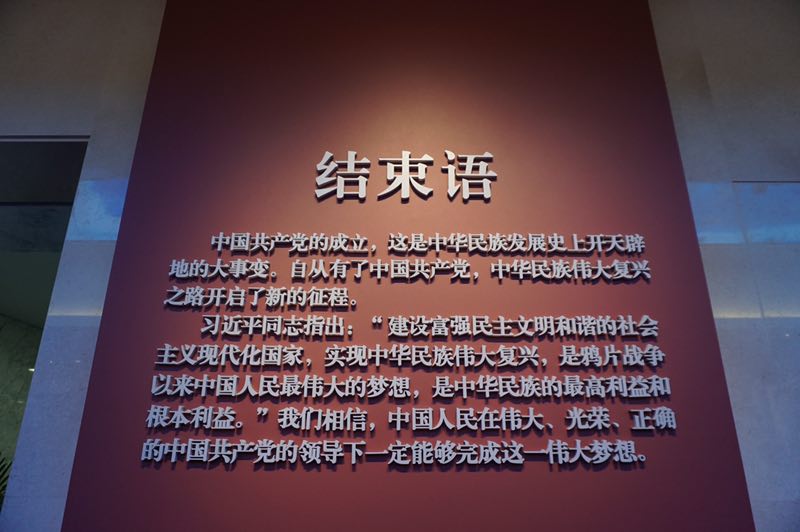 结束语
中国共产党的成立，这是中华民族发展史上开天辟
地的大事变。自从有了中国共产党，中华民族伟大复兴
之路开启了新的征程。
习近平同志指出：“建设富强民主文明和谐的社会
主义现代化国家，实现中华民族伟大复兴，是鸦片战争
以来中国人民最伟大的梦想，是中华民族的最高利益和
根本利益。”我们相信，中国人民在伟大、光荣、正确
的中国共产党的领导下一定能够完成这一伟大梦想。